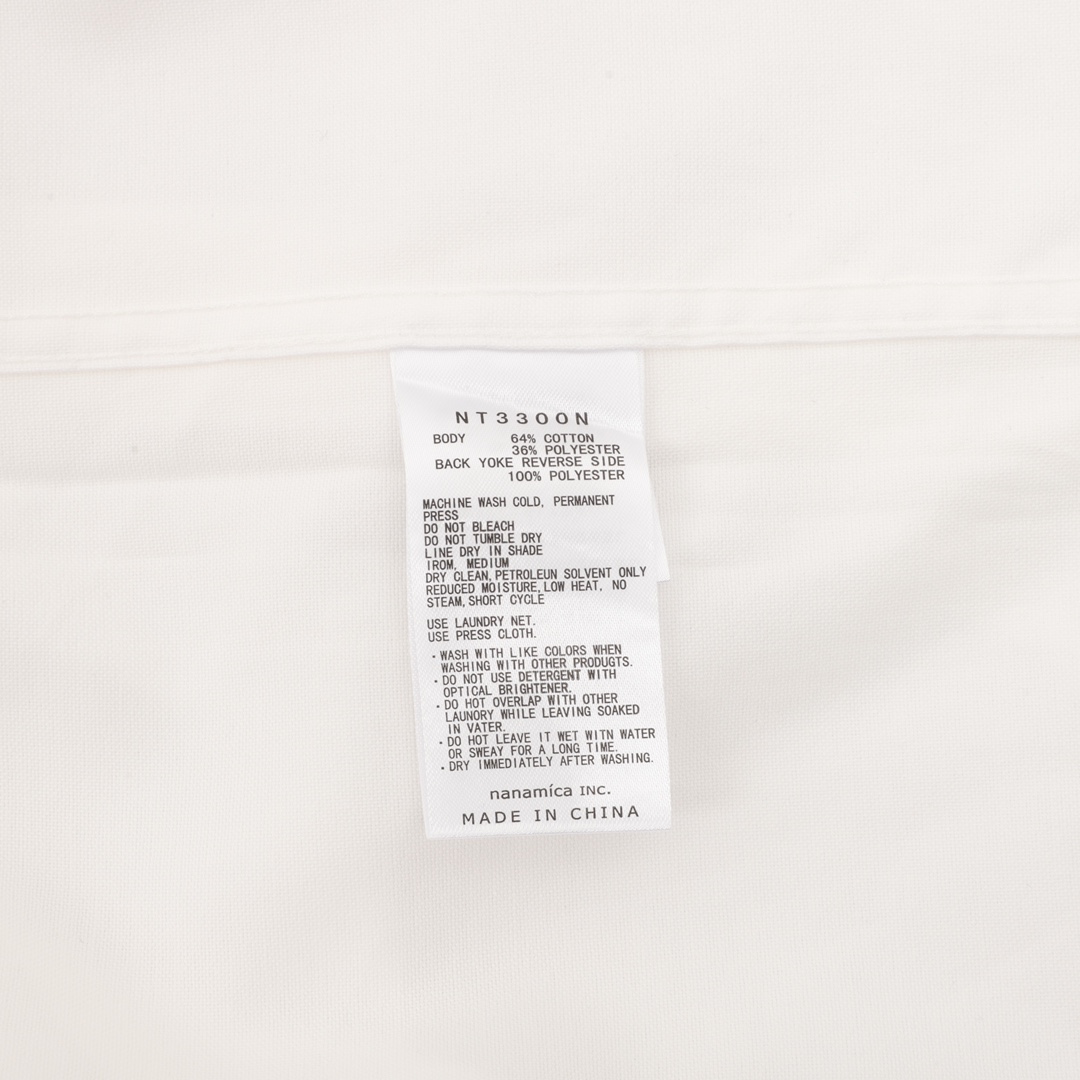 NT3300N
BODY 64% COTTON
36% POLYESTER
BACK YOKE REVERSE SIDE
100% POLYESTER
MACHINE WASH COLD, PERMANENT
PRESS
DO NOT BLEACH
DO NOT TUMBLE DRY
LINE DRY IN SHADE
IROM, MEDIUM
DRY CLEAN, PETROLEUN SOLVENT ONLY
REDUCED MOISTURE, LOW HEAT, NO
STEAM, SHORT CYCLE
USE LAUNDRY NET.
USE PRESS CLOTH.
・WASH WITH LIKE COLORS WHEN
WASHING WITH OTHER PRODUGTS.
・DO NOT USE DETERGENT WITH
OPTICAL BRIGHTENER.
・DO HOT OVERLAP WITH OTHER
LAUNORY WHILE LEAVING SOAKED
IN VATER.
・DO HOT LEAVE IT WET WITN WATER
OR SWEAY FOR A LONG TIME.
・DRY IMMEDIATELY AFTER WASHING.
nanamica INC.
MADE IN CHINA